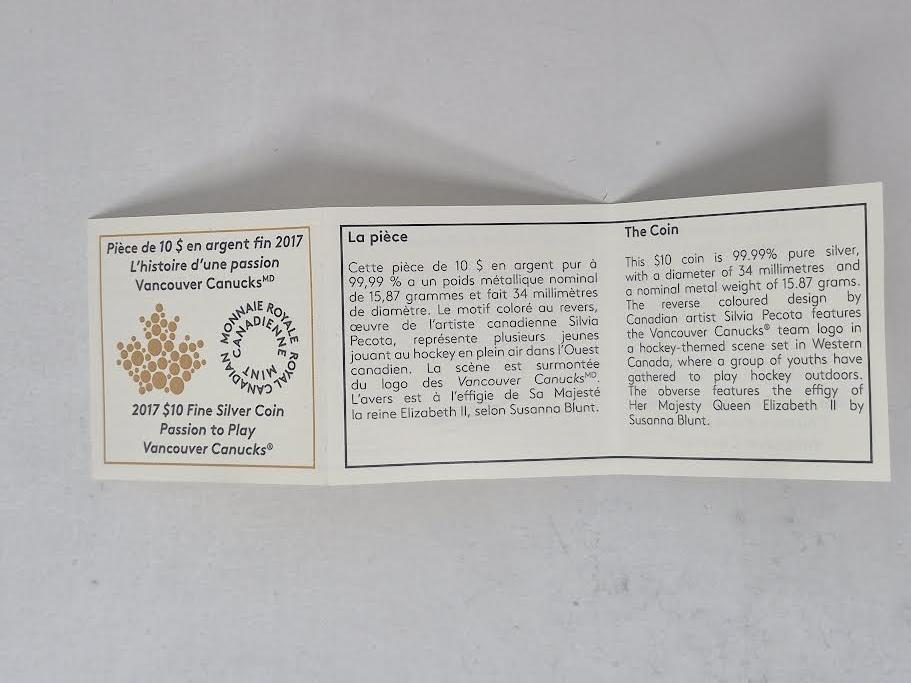 Pièce de 10 $ en argent fin 2017
L'histoire d'une passion
Vancouver Canucksᴹᴰ
MONNAIE ROYALE CANADIENNE
ROYAL CANADIAN MINT
2017 $10 Fine Silver Coin
Passion to Play
Vancouver Canucks®
La pièce
Cette pièce de 10 $ en argent pur à
99,99 % a un poids métallique nominal
de 15,87 grammes et fait 34 millimètres
de diamètre. Le motif coloré au revers,
œuvre de l'artiste canadienne Silvia
Pecota, représente plusieurs jeunes
jouant au hockey en plein air dans l'Ouest
canadien. La scène est surmontée
du logo des Vancouver Canucksᴹᴰ.
L'avers est à l'effigie de Sa Majesté
la reine Elizabeth II, selon Susanna Blunt.
The Coin
This $10 coin is 99.99% pure silver,
with a diameter of 34 millimetres and
a nominal metal weight of 15.87 grams.
The reverse coloured design by
Canadian artist Silvia Pecota features
the Vancouver Canucks® team logo in
a hockey-themed scene set in Western
Canada, where a group of youths have
gathered to play hockey outdoors.
The obverse features the effigy of
Her Majesty Queen Elizabeth II by
Susanna Blunt.